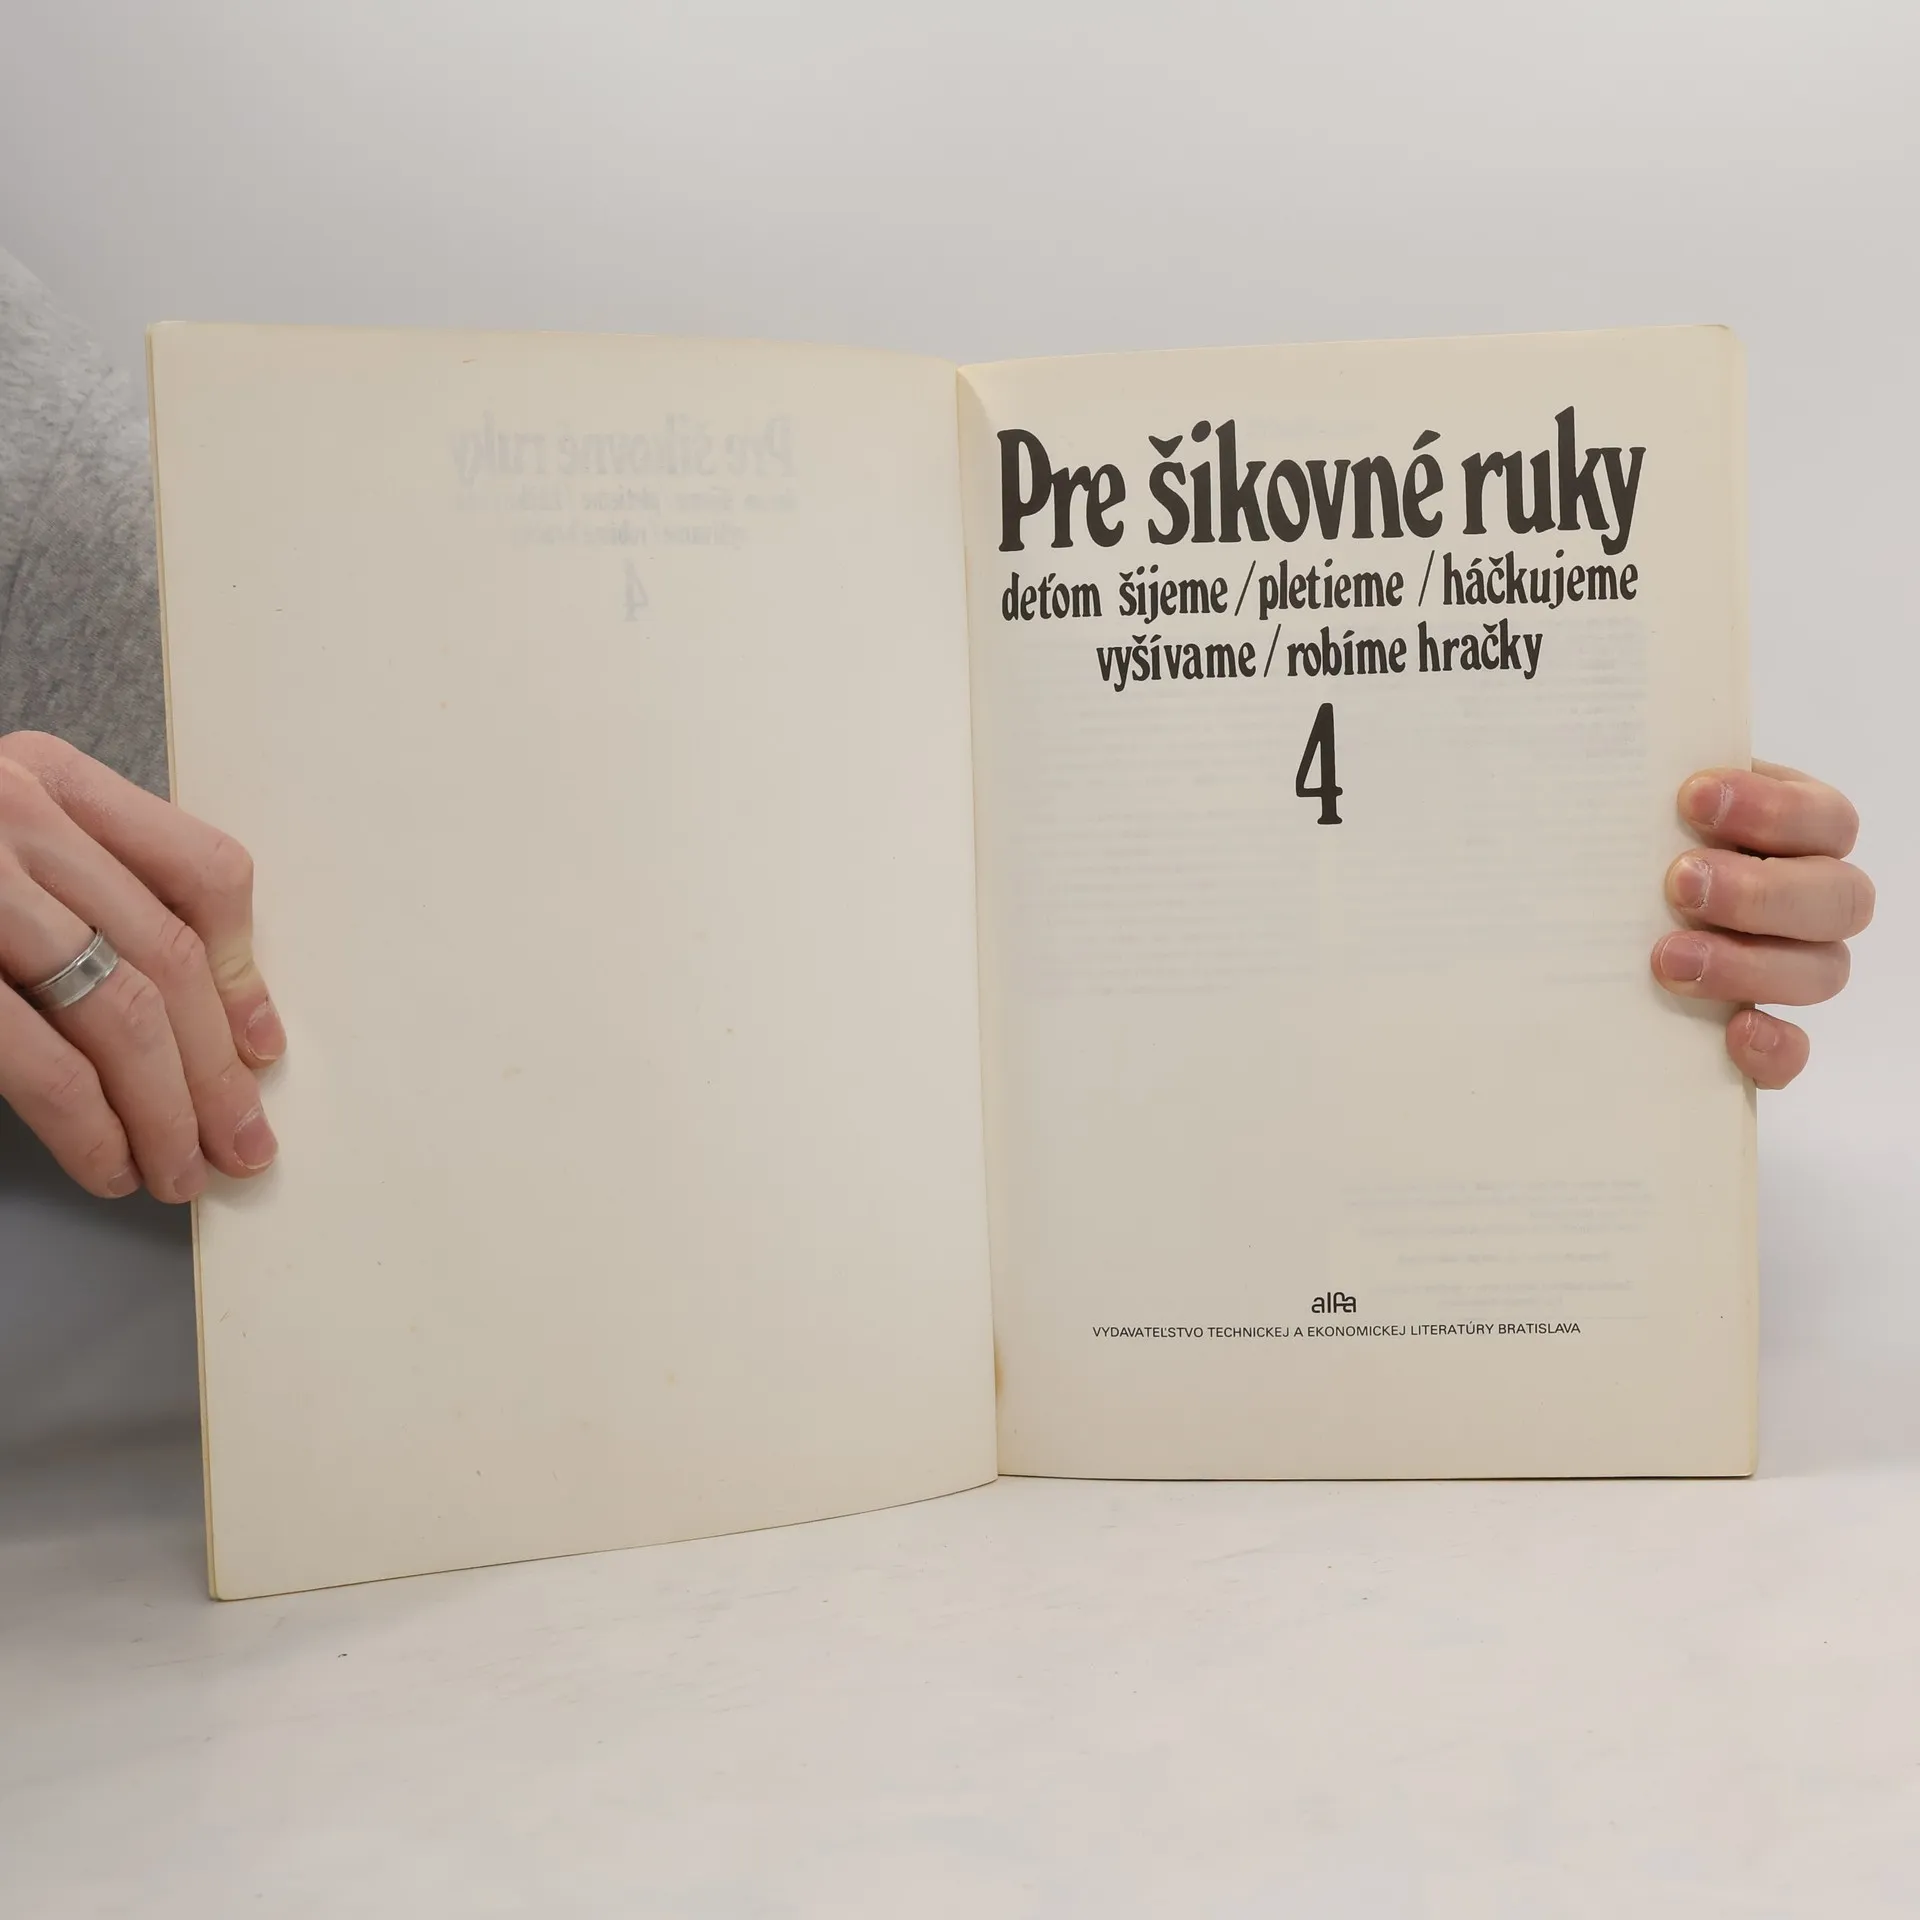 Pre šikovné ruky
deťom šijeme / pletieme / háčkujeme
vyšívame / robíme hračky
4
alfa
VYDAVATEĽSTVO TECHNICKEJ A EKONOMICKEJ LITERATÚRY BRATISLAVA